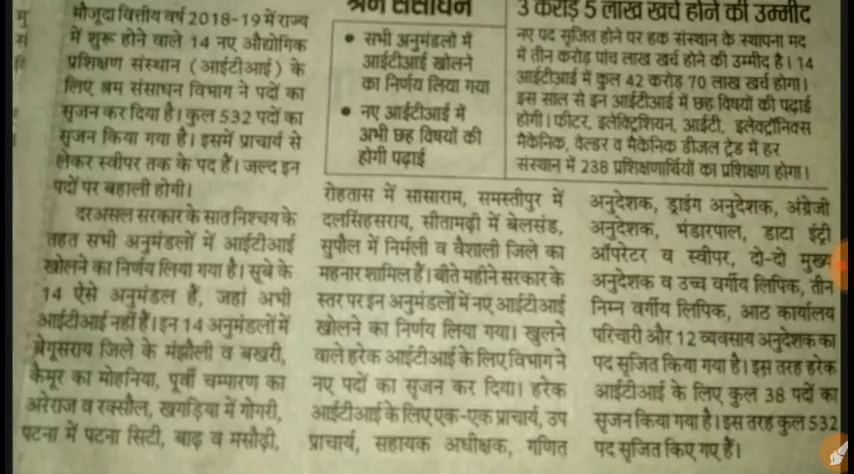 मौजूदा वित्तीय वर्ष 2018-19 में राज्य
में शुरू होने वाले 14 नए औद्योगिक
प्रशिक्षण संस्थान (आईटीआई) के
लिए श्रम संसाधन विभाग ने पदों का
सृजन कर दिया है। कुल 532 पदों का
सृजन किया गया है। इसमें प्राचार्य से
लेकर स्वीपर तक के पद हैं। जल्द इन
पदों पर बहाली होगी।
दरअसल सरकार के सात निश्चय के
तहत सभी अनुमंडलों में आईटीआई
खोलने का निर्णय लिया गया है। सूबे के
14 ऐसे अनुमंडल हैं, जहां अभी
आईटीआई नहीं हैं। इन 14 अनुमंडलों में
बेगूसराय जिले के मंझौली व बखरी,
कैमूर का मोहनिया, पूर्वी चम्पारण का
अरेराज व रक्सौल, खगड़िया में गोगरी,
पटना में पटना सिटी, बाढ़ व मसौढ़ी,
श्रम संसाधन
• सभी अनुमंडलों में
आईटीआई खोलने
का निर्णय लिया गया
• नए आईटीआई में
अभी छह विषयों की
होगी पढ़ाई
3 करोड़ 5 लाख खर्च होने की उम्मीद
नए पद सृजित होने पर हक संस्थान के स्थापना मद
में तीन करोड़ पांच लाख खर्च होने की उम्मीद है। 14
आईटीआई में कुल 42 करोड़ 70 लाख खर्च होगा।
इस साल से इन आईटीआई में छह विषयों की पढ़ाई
होगी। फीटर, इलेक्ट्रिशियन, आईटी, इलेक्ट्रॉनिक्स
मैकेनिक, वेल्डर व मैकेनिक डीजल ट्रेड में हर
संस्थान में 238 प्रशिक्षणार्थियों का प्रशिक्षण होगा।
रोहतास में सासाराम, समस्तीपुर में
दलसिंहसराय, सीतामढ़ी में बेलसंड,
सुपौल में निर्मली व वैशाली जिले का
महनार शामिल हैं। बीते महीने सरकार के
स्तर पर इन अनुमंडलों में नए आईटीआई
खोलने का निर्णय लिया गया। खुलने
वाले हरेक आईटीआई के लिए विभाग ने
नए पदों का सृजन कर दिया। हरेक
आईटीआई के लिए एक-एक प्राचार्य, उप
प्राचार्य, सहायक अधीक्षक, गणित
अनुदेशक, ड्राइंग अनुदेशक, अंग्रेजी
अनुदेशक, भंडारपाल, डाटा इंट्री
ऑपरेटर व स्वीपर, दो-दो मुख्य
अनुदेशक व उच्च वर्गीय लिपिक, तीन
निम्न वर्गीय लिपिक, आठ कार्यालय
परिचारी और 12 व्यवसाय अनुदेशक का
पद सृजित किया गया है। इस तरह हरेक
आईटीआई के लिए कुल 38 पदों का
सृजन किया गया है। इस तरह कुल 532
पद सृजित किए गए हैं।